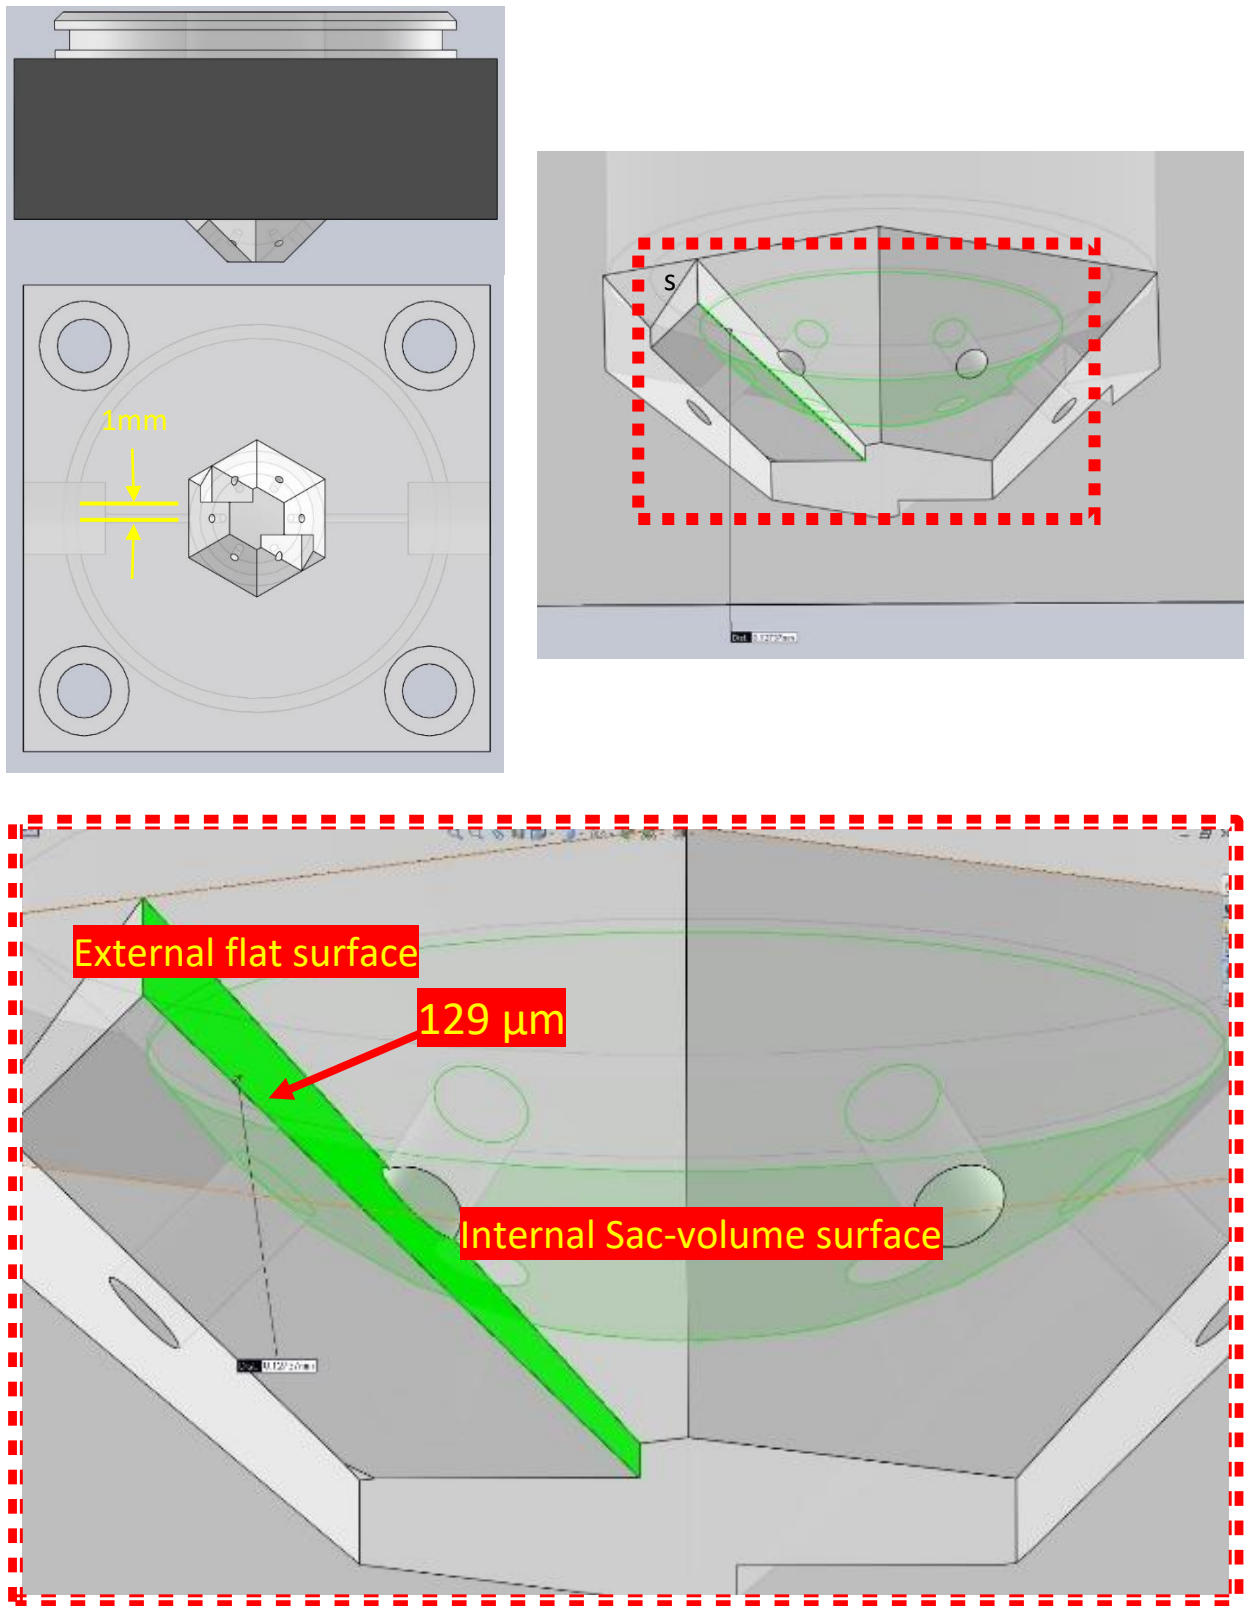 1mm
S
External flat surface
129 µm
Internal Sac-volume surface